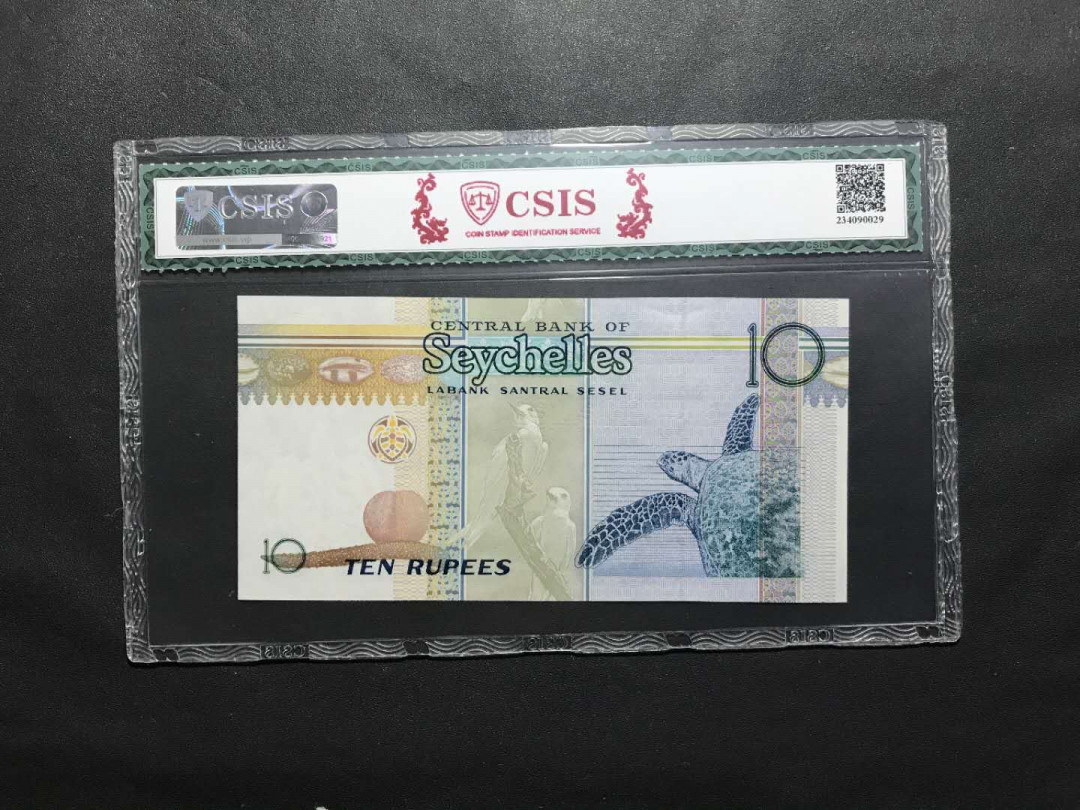 CSIS
CSIS
COIN STAMP IDENTIFICATION SERVICE
234090029
CENTRAL BANK OF
Seychelles
LABANK SANTRAL SESEL
10
10
TEN RUPEES